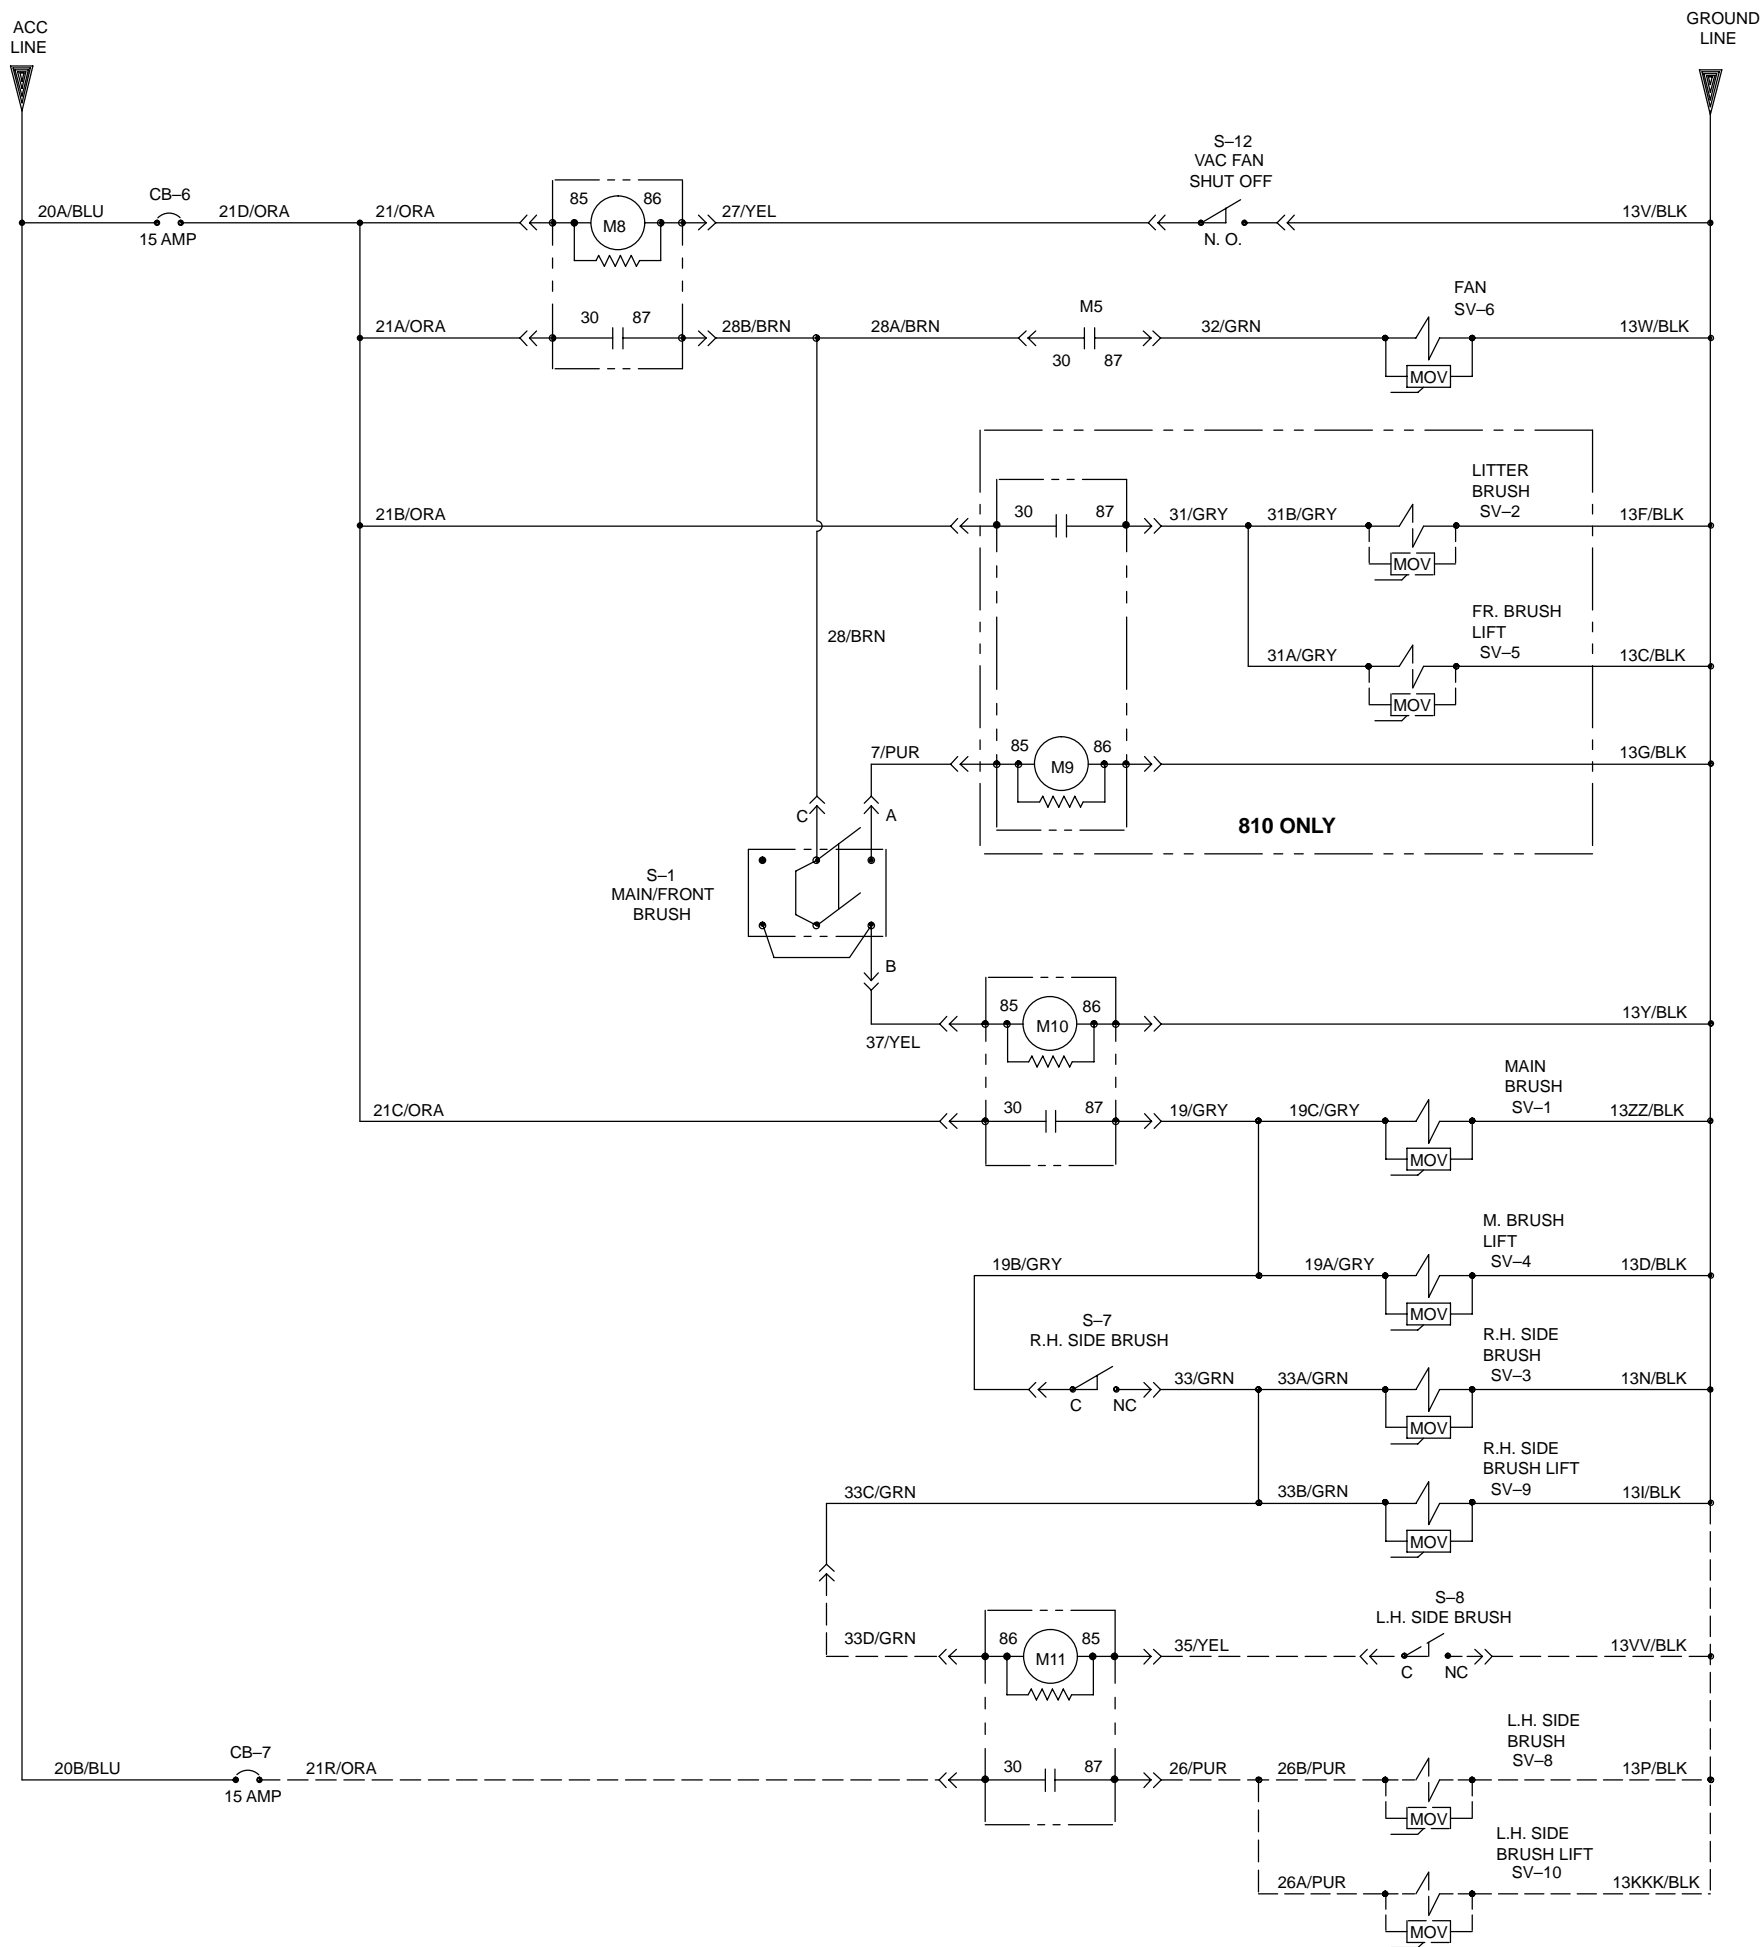 ACC
LINE
GROUND
LINE
S–12
VAC FAN
SHUT OFF
20A/BLU
CB–6
15 AMP
21D/ORA
21/ORA
85
M8
86
27/YEL
N. O.
13V/BLK
21A/ORA
30
87
28B/BRN
28A/BRN
M5
30
87
32/GRN
FAN
SV–6
MOV
13W/BLK
21B/ORA
30
87
31/GRY
31B/GRY
LITTER
BRUSH
SV–2
MOV
13F/BLK
28/BRN
31A/GRY
FR. BRUSH
LIFT
SV–5
MOV
13C/BLK
7/PUR
85
M9
86
13G/BLK
810 ONLY
C
A
S–1
MAIN/FRONT
BRUSH
B
37/YEL
85
M10
86
13Y/BLK
21C/ORA
30
87
19/GRY
19C/GRY
MAIN
BRUSH
SV–1
MOV
13ZZ/BLK
19B/GRY
19A/GRY
M. BRUSH
LIFT
SV–4
MOV
13D/BLK
S–7
R.H. SIDE BRUSH
C
NC
33/GRN
33A/GRN
R.H. SIDE
BRUSH
SV–3
MOV
13N/BLK
33C/GRN
33B/GRN
R.H. SIDE
BRUSH LIFT
SV–9
MOV
13I/BLK
33D/GRN
86
M11
85
35/YEL
S–8
L.H. SIDE BRUSH
C
NC
13VV/BLK
20B/BLU
CB–7
15 AMP
21R/ORA
30
87
26/PUR
26B/PUR
L.H. SIDE
BRUSH
SV–8
MOV
13P/BLK
26A/PUR
L.H. SIDE
BRUSH LIFT
SV–10
MOV
13KKK/BLK